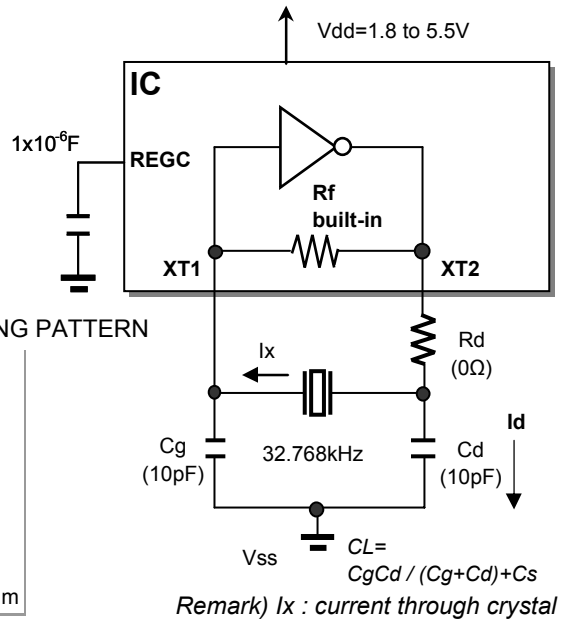 Vdd=1.8 to 5.5V
IC
1x10⁻⁶F
REGC
Rf
built-in
XT1
XT2
NG PATTERN
Rd
(0Ω)
Ix
Id
Cg
(10pF)
32.768kHz
Cd
(10pF)
Vss
CL=
CgCd / (Cg+Cd)+Cs
m
Remark) Ix : current through crystal